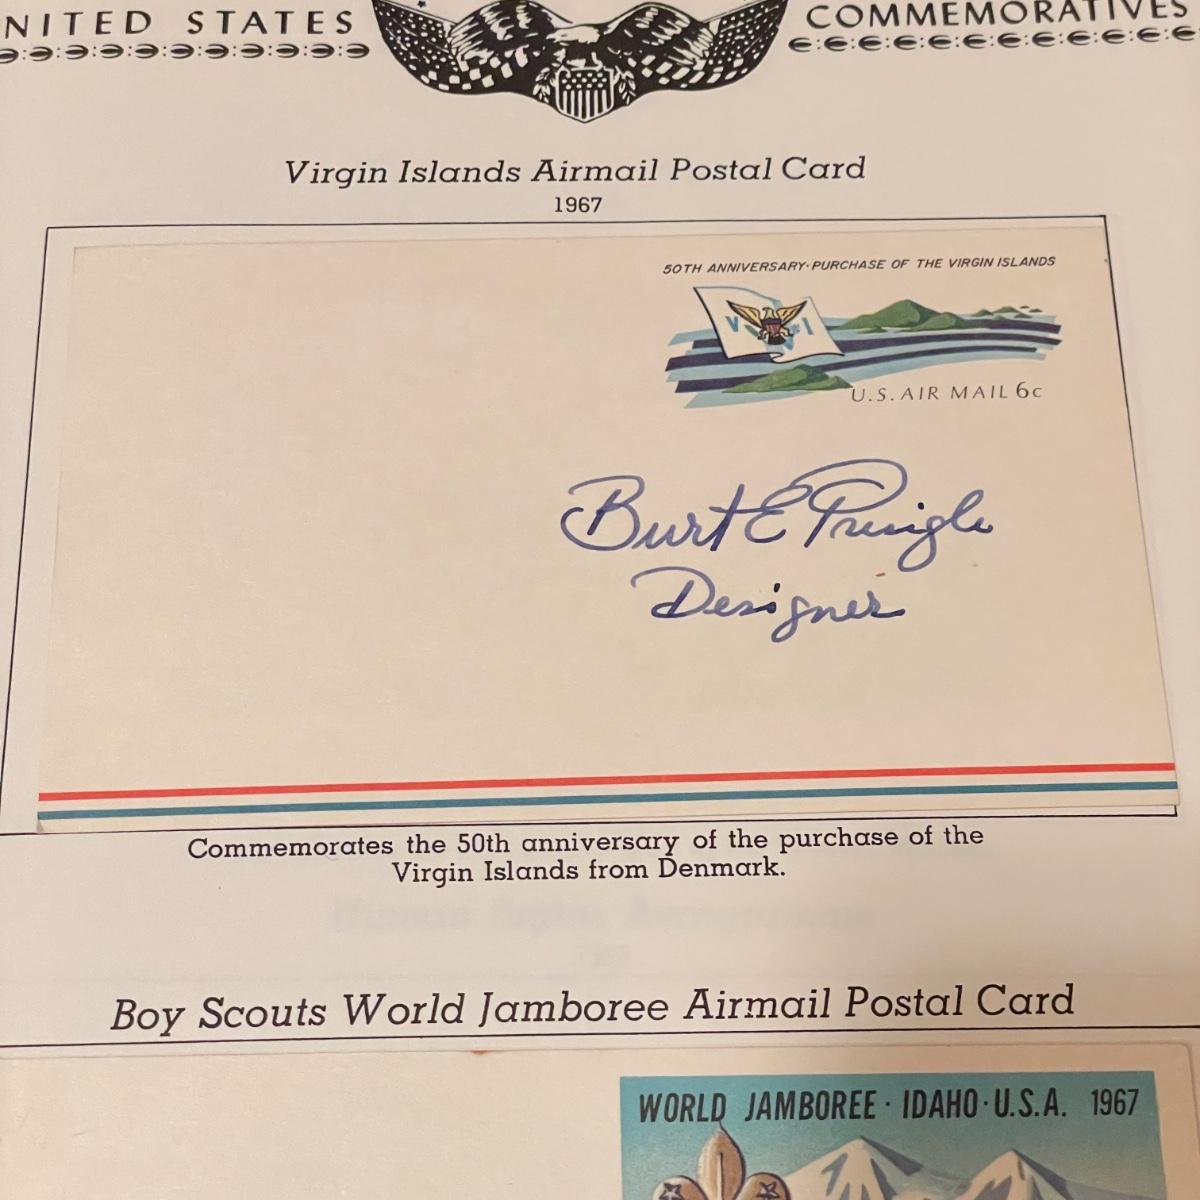 NITED STATES
COMMEMORATIVES
Virgin Islands Airmail Postal Card
1967
50TH ANNIVERSARY·PURCHASE OF THE VIRGIN ISLANDS
V I
U.S. AIR MAIL 6c
Burt E Pringle
Designer
Commemorates the 50th anniversary of the purchase of the
Virgin Islands from Denmark.
Boy Scouts World Jamboree Airmail Postal Card
WORLD JAMBOREE · IDAHO · U.S.A. 1967